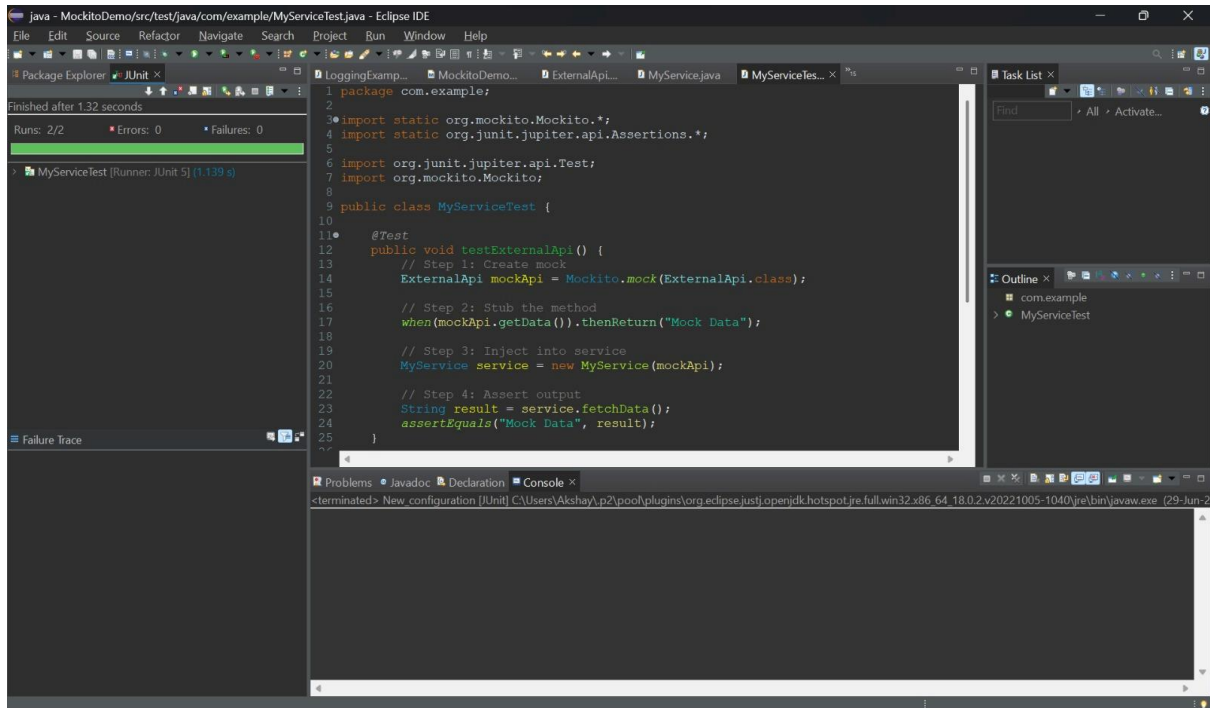 java - MockitoDemo/src/test/java/com/example/MyServiceTest.java - Eclipse IDE
File Edit Source Refactor Navigate Search Project Run Window Help
Package Explorer JUnit
Finished after 1.32 seconds
Runs: 2/2 Errors: 0 Failures: 0
MyServiceTest [Runner: JUnit 5] (1.139 s)
Failure Trace
LoggingExamp... MockitoDemo... ExternalApi.... MyService.java MyServiceTes... 15
1 package com.example;
2
3 import static org.mockito.Mockito.*;
4 import static org.junit.jupiter.api.Assertions.*;
5
6 import org.junit.jupiter.api.Test;
7 import org.mockito.Mockito;
8
9 public class MyServiceTest {
10
11 @Test
12 public void testExternalApi() {
13 // Step 1: Create mock
14 ExternalApi mockApi = Mockito.mock(ExternalApi.class);
15
16 // Step 2: Stub the method
17 when(mockApi.getData()).thenReturn("Mock Data");
18
19 // Step 3: Inject into service
20 MyService service = new MyService(mockApi);
21
22 // Step 4: Assert output
23 String result = service.fetchData();
24 assertEquals("Mock Data", result);
25 }
Task List
Find All Activate...
Outline
com.example
MyServiceTest
Problems Javadoc Declaration Console
<terminated> New_configuration [JUnit] C:\Users\Akshay\.p2\pool\plugins\org.eclipse.justj.openjdk.hotspot.jre.full.win32.x86_64_18.0.2.v20221005-1040\jre\bin\javaw.exe (29-Jun-2